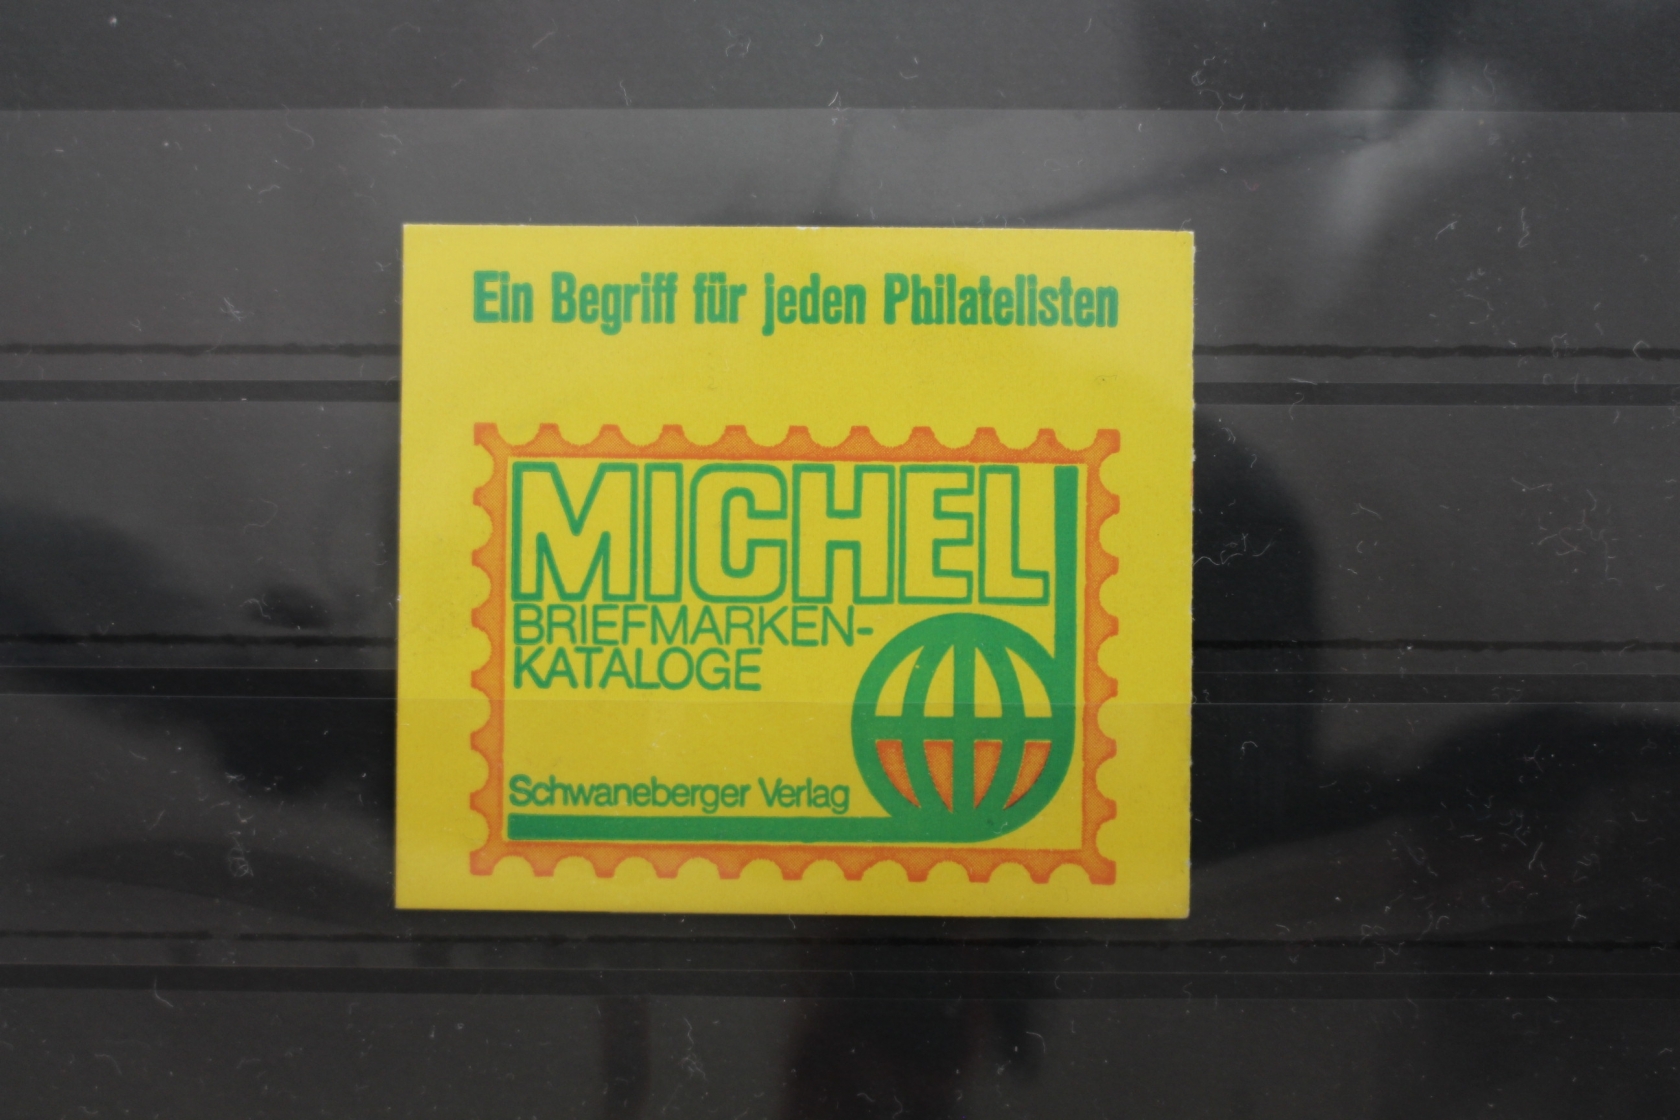 Ein Begriff für jeden Philatelisten
MICHEL
BRIEFMARKEN-
KATALOGE
Schwaneberger Verlag